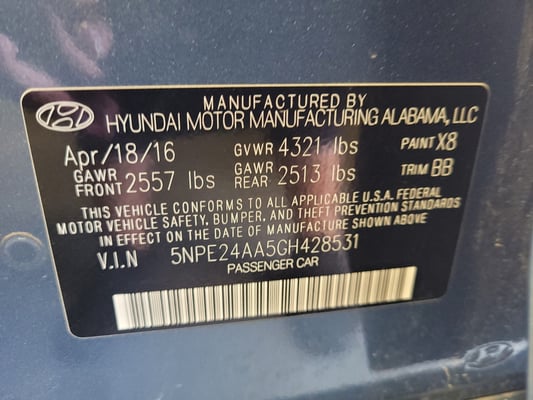 MANUFACTURED BY
HYUNDAI MOTOR MANUFACTURING ALABAMA, LLC
Apr/18/16 GVWR 4321 lbs PAINT X8
GAWR FRONT 2557 lbs GAWR REAR 2513 lbs TRIM BB
THIS VEHICLE CONFORMS TO ALL APPLICABLE U.S.A. FEDERAL
MOTOR VEHICLE SAFETY, BUMPER, AND THEFT PREVENTION STANDARDS
IN EFFECT ON THE DATE OF MANUFACTURE SHOWN ABOVE
V.I.N 5NPE24AA5GH428531
PASSENGER CAR